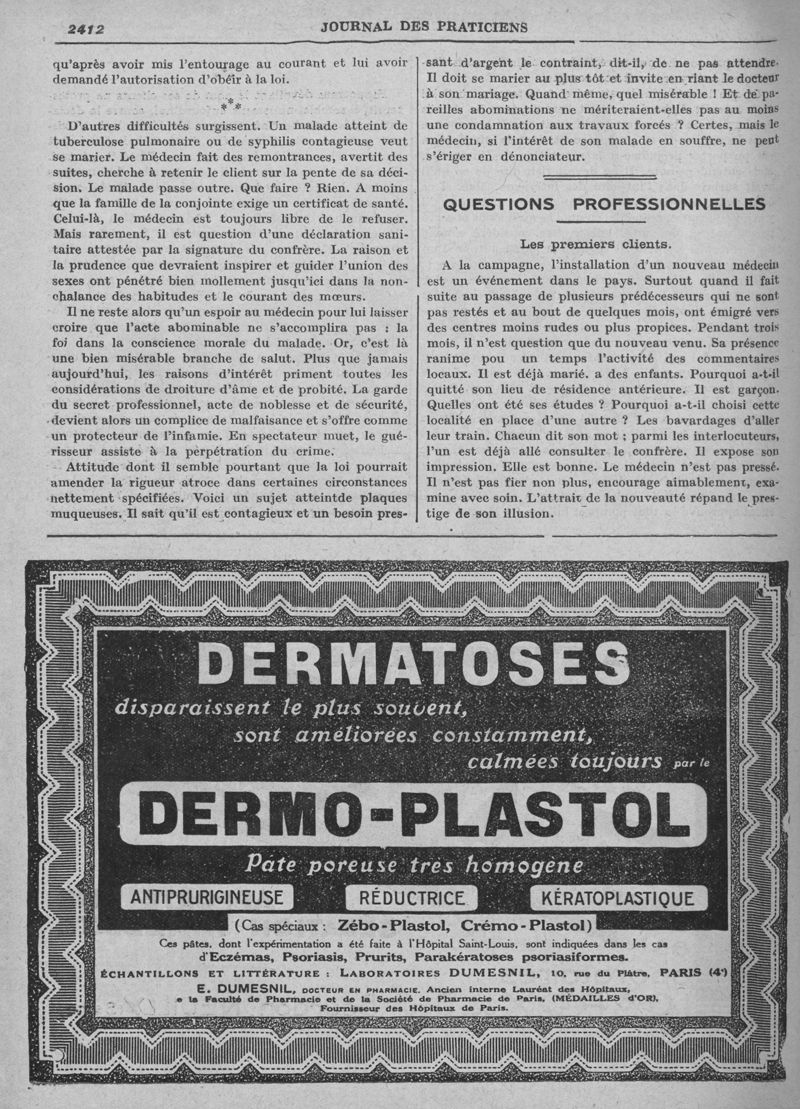 2412
JOURNAL DES PRATICIENS
qu'après avoir mis l'entourage au courant et lui avoir
demandé l'autorisation d'obéir à la loi.
* * *
D'autres difficultés surgissent. Un malade atteint de
tuberculose pulmonaire ou de syphilis contagieuse veut
se marier. Le médecin fait des remontrances, avertit des
suites, cherche à retenir le client sur la pente de sa déci-
sion. Le malade passe outre. Que faire ? Rien. A moins
que la famille de la conjointe exige un certificat de santé.
Celui-là, le médecin est toujours libre de le refuser.
Mais rarement, il est question d'une déclaration sani-
taire attestée par la signature du confrère. La raison et
la prudence que devraient inspirer et guider l'union des
sexes ont pénétré bien mollement jusqu'ici dans la non-
chalance des habitudes et le courant des mœurs.
Il ne reste alors qu'un espoir au médecin pour lui laisser
croire que l'acte abominable ne s'accomplira pas : la
foi dans la conscience morale du malade. Or, c'est là
une bien misérable branche de salut. Plus que jamais
aujourd'hui, les raisons d'intérêt priment toutes les
considérations de droiture d'âme et de probité. La garde
du secret professionnel, acte de noblesse et de sécurité,
devient alors un complice de malfaisance et s'offre comme
un protecteur de l'infamie. En spectateur muet, le gué-
risseur assiste à la perpétration du crime.
Attitude dont il semble pourtant que la loi pourrait
amender la rigueur atroce dans certaines circonstances
nettement spécifiées. Voici un sujet atteintde plaques
muqueuses. Il sait qu'il est contagieux et un besoin pres-
sant d'argent le contraint, dit-il, de ne pas attendre.
Il doit se marier au plus tôt et invite en riant le docteur
à son mariage. Quand même, quel misérable ! Et de pa-
reilles abominations ne mériteraient-elles pas au moins
une condamnation aux travaux forcés ? Certes, mais le
médecin, si l'intérêt de son malade en souffre, ne peut
s'ériger en dénonciateur.
QUESTIONS PROFESSIONNELLES
Les premiers clients.
A la campagne, l'installation d'un nouveau médecin
est un événement dans le pays. Surtout quand il fait
suite au passage de plusieurs prédécesseurs qui ne sont
pas restés et au bout de quelques mois, ont émigré vers
des centres moins rudes ou plus propices. Pendant trois
mois, il n'est question que du nouveau venu. Sa présence
ranime pou un temps l'activité des commentaires
locaux. Il est déjà marié. a des enfants. Pourquoi a-t-il
quitté son lieu de résidence antérieure. Il est garçon.
Quelles ont été ses études ? Pourquoi a-t-il choisi cette
localité en place d'une autre ? Les bavardages d'aller
leur train. Chacun dit son mot ; parmi les interlocuteurs,
l'un est déjà allé consulter le confrère. Il expose son
impression. Elle est bonne. Le médecin n'est pas pressé.
Il n'est pas fier non plus, encourage aimablement, exa-
mine avec soin. L'attrait de la nouveauté répand le pres-
tige de son illusion.
DERMATOSES
disparaissent le plus souvent,
sont améliorées constamment,
calmées toujours par le
DERMO-PLASTOL
Pate poreuse tres homogene
ANTIPRURIGINEUSE RÉDUCTRICE KÉRATOPLASTIQUE
(Cas spéciaux : Zébo-Plastol, Crémo-Plastol)
Ces pâtes, dont l'expérimentation a été faite à l'Hôpital Saint-Louis, sont indiquées dans les cas
d'Eczémas, Psoriasis, Prurits, Parakératoses psoriasiformes.
ÉCHANTILLONS ET LITTÉRATURE : LABORATOIRES DUMESNIL, 10, rue du Plâtre, PARIS (4e)
E. DUMESNIL, DOCTEUR EN PHARMACIE. Ancien interne Lauréat des Hôpitaux,
e la Faculté de Pharmacie et de la Société de Pharmacie de Paris, (MÉDAILLES d'OR),
Fournisseur des Hôpitaux de Paris.